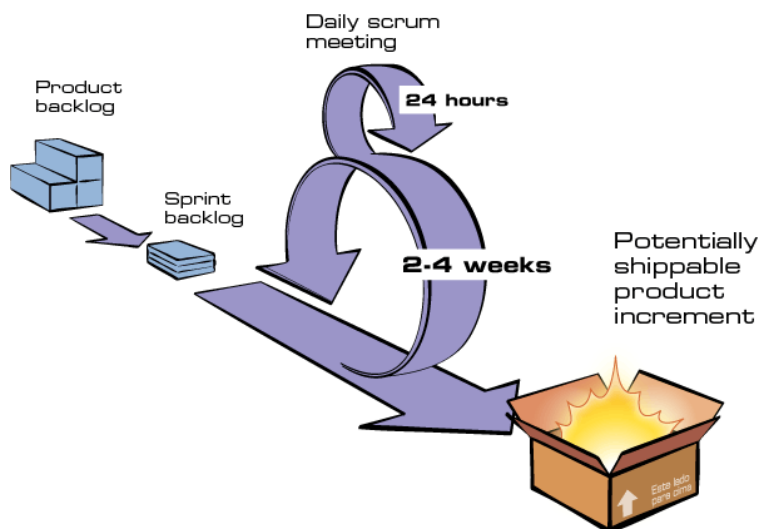 Daily scrum
meeting
24 hours
Product
backlog
Sprint
backlog
2-4 weeks
Potentially
shippable
product
increment
Este lado
para cima